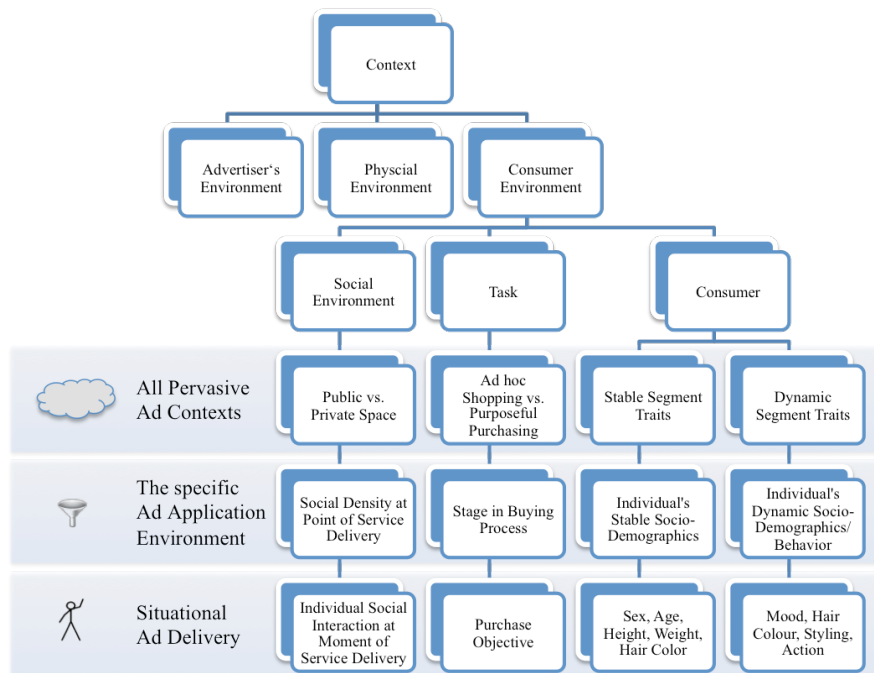 Context
Advertiser‘s
Environment
Physcial
Environment
Consumer
Environment
Social
Environment
Task
Consumer
All Pervasive
Ad Contexts
Public vs.
Private Space
Ad hoc
Shopping vs.
Purposeful
Purchasing
Stable Segment
Traits
Dynamic
Segment Traits
The specific
Ad Application
Environment
Social Density at
Point of Service
Delivery
Stage in Buying
Process
Individual's
Stable Socio-
Demographics
Individual's
Dynamic Socio-
Demographics/
Behavior
Situational
Ad Delivery
Individual Social
Interaction at
Moment of
Service Delivery
Purchase
Objective
Sex, Age,
Height, Weight,
Hair Color
Mood, Hair
Colour, Styling,
Action